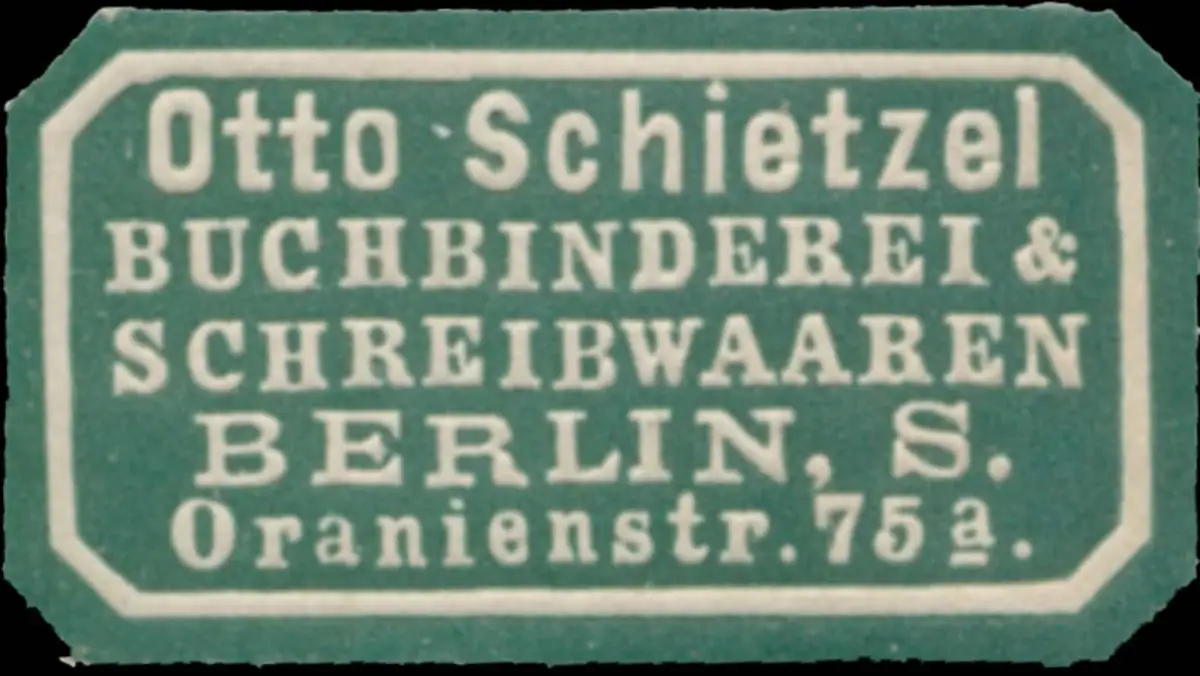 Otto Schietzel
BUCHBINDEREI &
SCHREIBWAAREN
BERLIN, S.
Oranienstr. 75a.